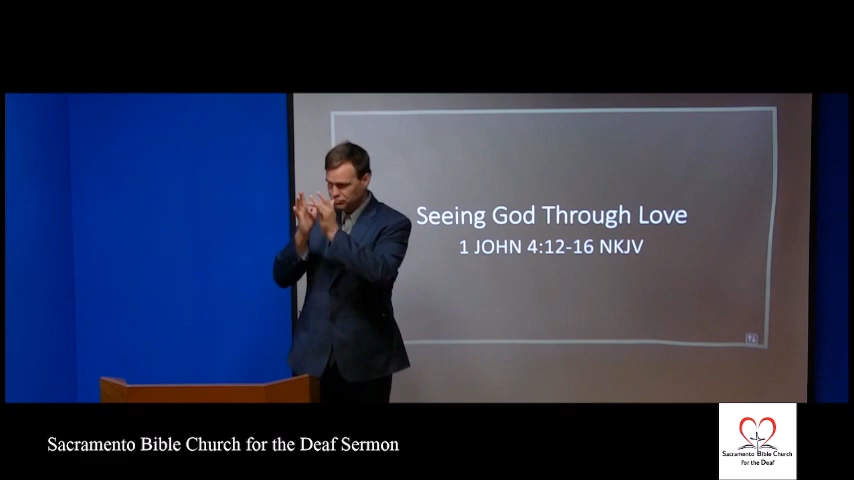 Seeing God Through Love
1 JOHN 4:12-16 NKJV
Sacramento Bible Church for the Deaf Sermon
Sacramento Bible Church
For the Deaf